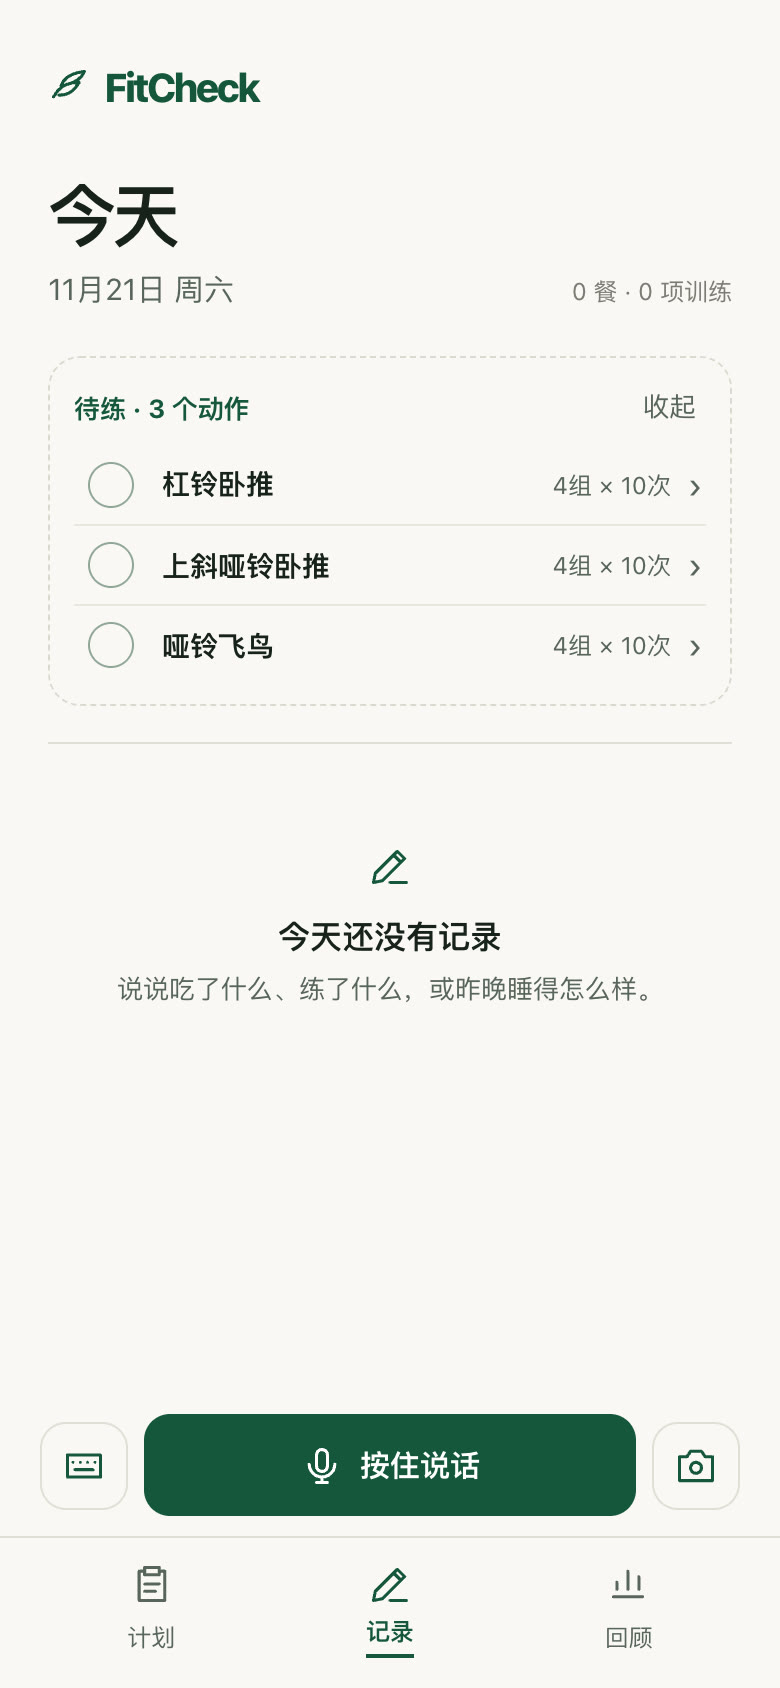 FitCheck
今天
11月21日 周六
0 餐 · 0 项训练
待练 · 3 个动作
收起
杠铃卧推
4组 × 10次 ›
上斜哑铃卧推
4组 × 10次 ›
哑铃飞鸟
4组 × 10次 ›
今天还没有记录
说说吃了什么、练了什么，或昨晚睡得怎么样。
按住说话
计划
记录
回顾